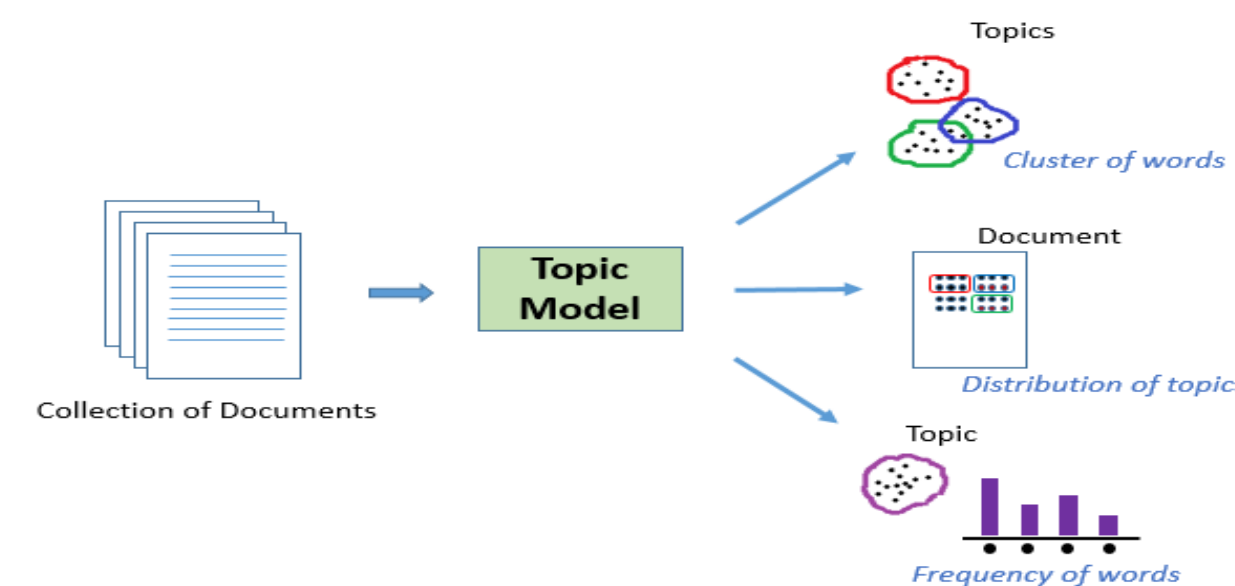 Topics
Cluster of words
Document
Topic
Model
Distribution of topic
Collection of Documents
Topic
Frequency of words